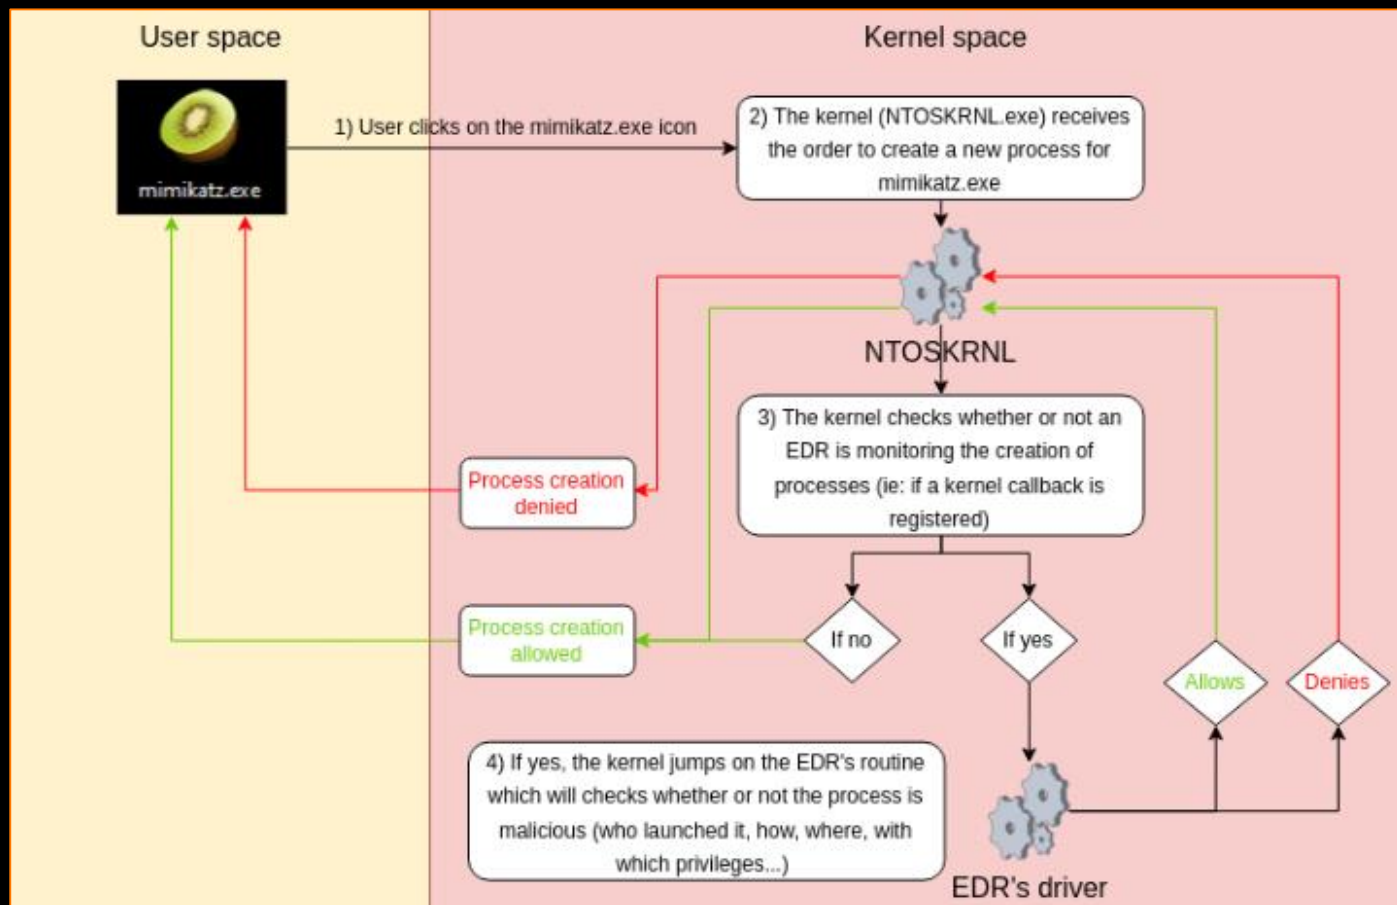 User space
Kernel space
mimikatz.exe
1) User clicks on the mimikatz.exe icon
2) The kernel (NTOSKRNL.exe) receives
the order to create a new process for
mimikatz.exe
NTOSKRNL
3) The kernel checks whether or not an
EDR is monitoring the creation of
processes (ie: if a kernel callback is
registered)
Process creation
denied
Process creation
allowed
If no
If yes
Allows
Denies
4) If yes, the kernel jumps on the EDR's routine
which will checks whether or not the process is
malicious (who launched it, how, where, with
which privileges...)
EDR's driver